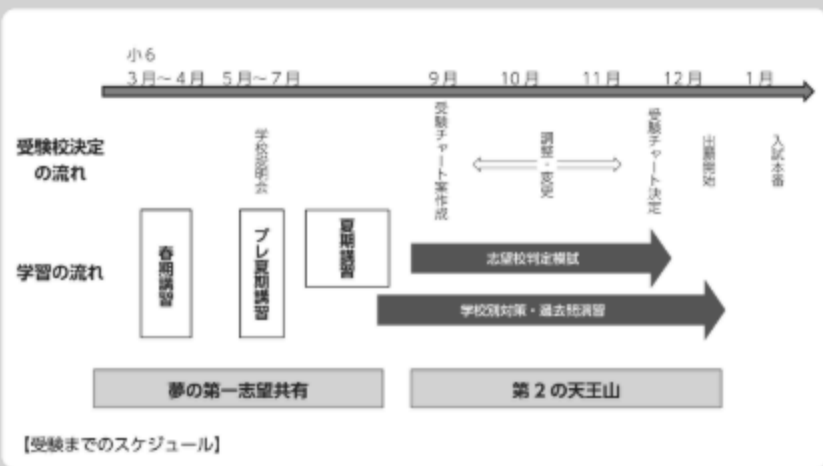 小6
3月～4月 5月～7月 9月 10月 11月 12月 1月
受験校決定
の流れ
学校説明会
受験チャート案作成
調整・変更
受験チャート決定
出願開始
入試本番
学習の流れ
春期講習
プレ夏期講習
夏期講習
志望校判定模試
学校別対策・過去問演習
夢の第一志望共有
第2の天王山
【受験までのスケジュール】